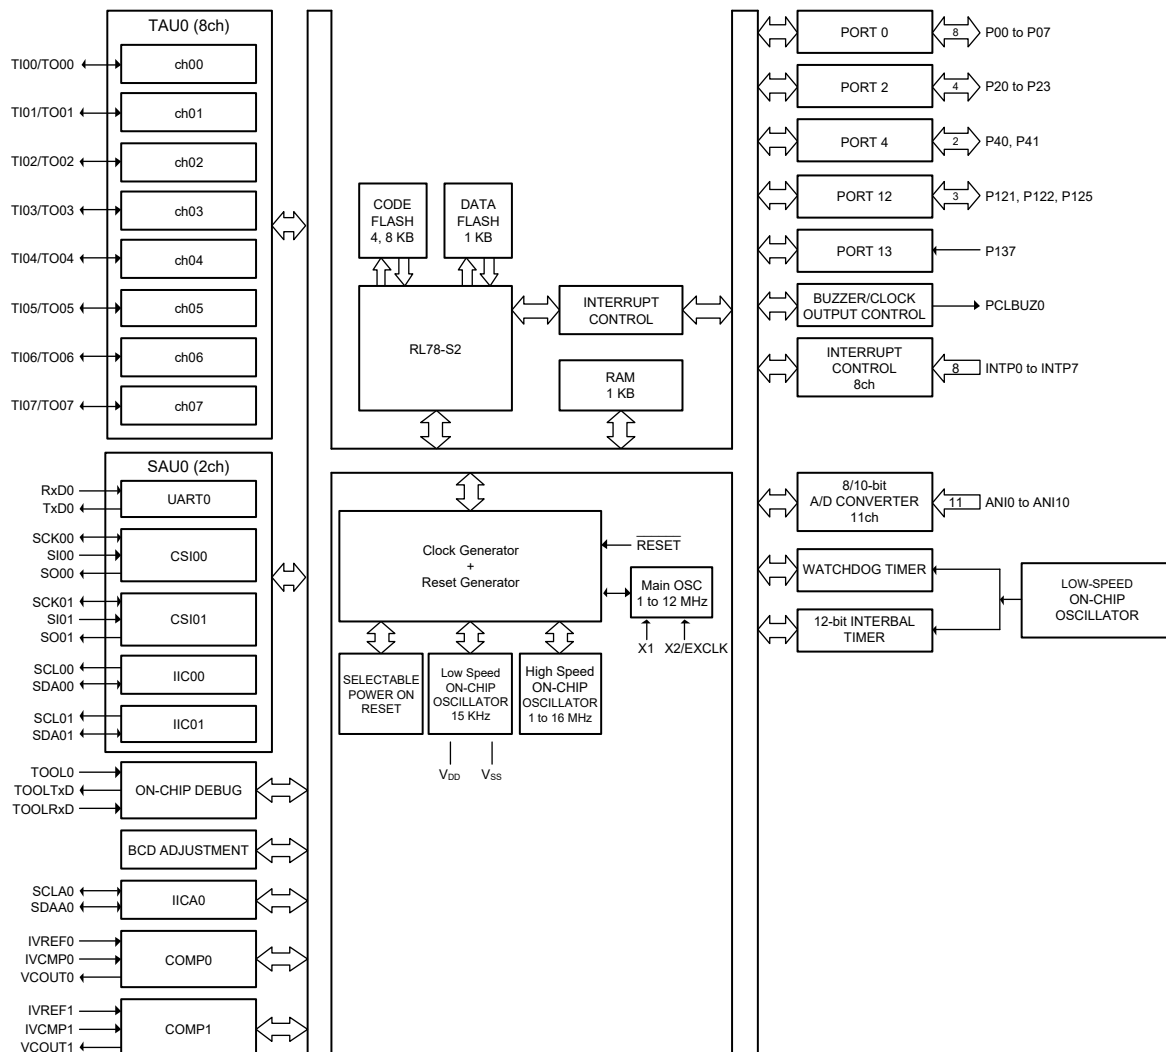 TAU0 (8ch)
TI00/TO00
ch00
TI01/TO01
ch01
TI02/TO02
ch02
TI03/TO03
ch03
TI04/TO04
ch04
TI05/TO05
ch05
TI06/TO06
ch06
TI07/TO07
ch07
SAU0 (2ch)
RxD0
TxD0
UART0
SCK00
SI00
SO00
CSI00
SCK01
SI01
SO01
CSI01
SCL00
SDA00
IIC00
SCL01
SDA01
IIC01
TOOL0
TOOLTxD
TOOLRxD
ON-CHIP DEBUG
BCD ADJUSTMENT
SCLA0
SDAA0
IICA0
IVREF0
IVCMP0
VCOUT0
COMP0
IVREF1
IVCMP1
VCOUT1
COMP1
CODE
FLASH
4, 8 KB
DATA
FLASH
1 KB
RL78-S2
INTERRUPT
CONTROL
RAM
1 KB
Clock Generator
+
Reset Generator
RESET
Main OSC
1 to 12 MHz
X1
X2/EXCLK
SELECTABLE
POWER ON
RESET
Low Speed
ON-CHIP
OSCILLATOR
15 KHz
High Speed
ON-CHIP
OSCILLATOR
1 to 16 MHz
VDD
VSS
PORT 0
8
P00 to P07
PORT 2
4
P20 to P23
PORT 4
2
P40, P41
PORT 12
3
P121, P122, P125
PORT 13
P137
BUZZER/CLOCK
OUTPUT CONTROL
PCLBUZ0
INTERRUPT
CONTROL
8ch
8
INTP0 to INTP7
8/10-bit
A/D CONVERTER
11ch
11
ANI0 to ANI10
WATCHDOG TIMER
12-bit INTERBAL
TIMER
LOW-SPEED
ON-CHIP
OSCILLATOR